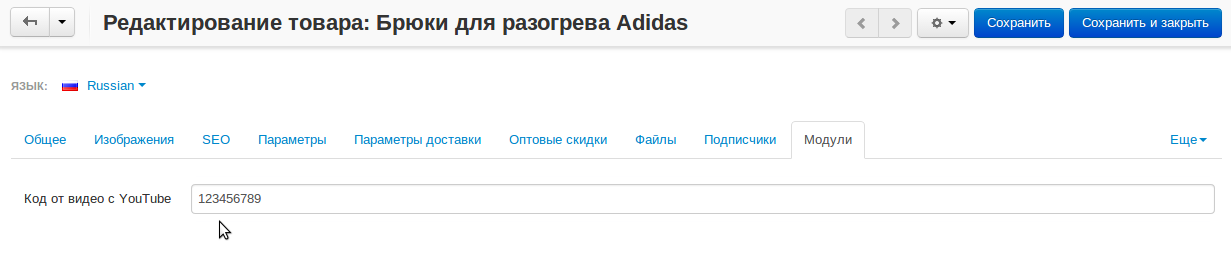 Редактирование товара: Брюки для разогрева Adidas Сохранить Сохранить и закрыть
ЯЗЫК: Russian
Общее Изображения SEO Параметры Параметры доставки Оптовые скидки Файлы Подписчики Модули Еще
Код от видео с YouTube 123456789